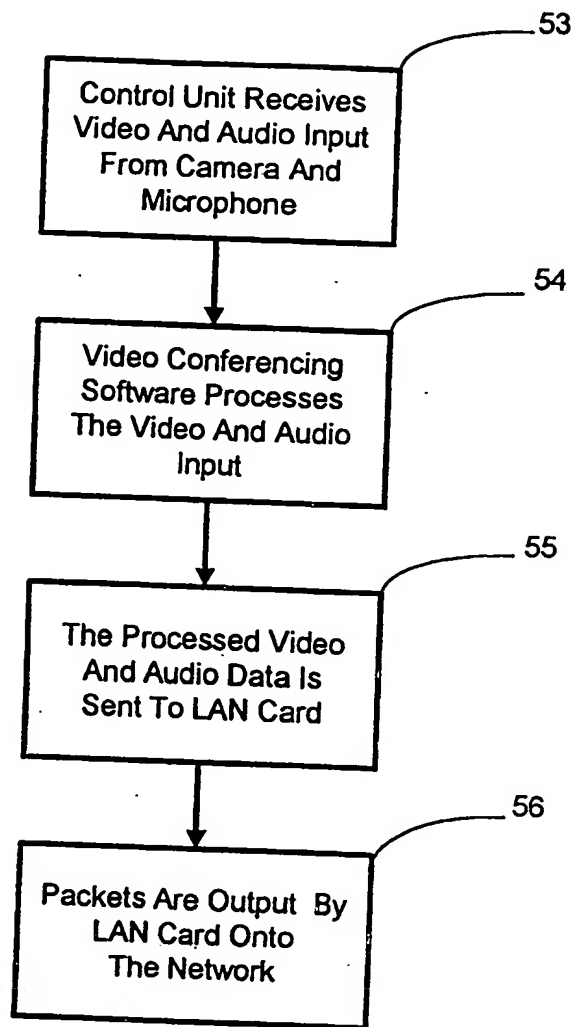 53
Control Unit Receives
Video And Audio Input
From Camera And
Microphone
54
Video Conferencing
Software Processes
The Video And Audio
Input
55
The Processed Video
And Audio Data Is
Sent To LAN Card
56
Packets Are Output By
LAN Card Onto
The Network